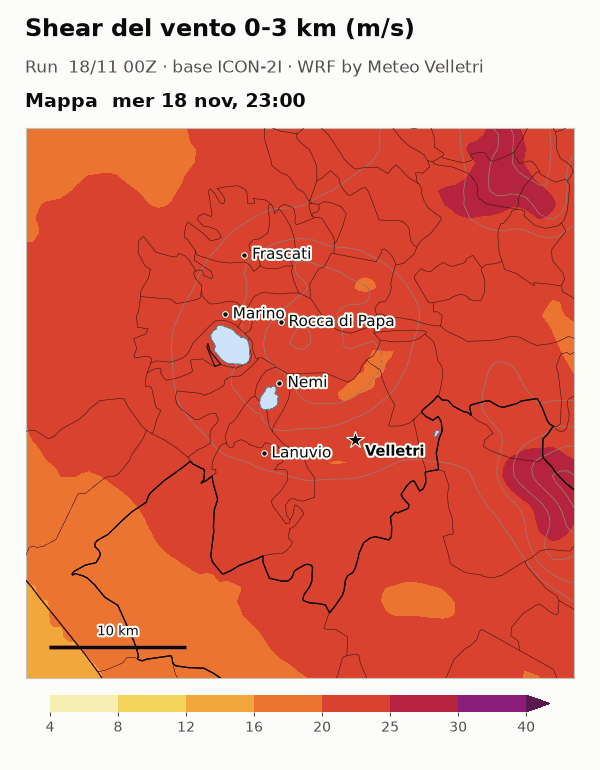 Shear del vento 0-3 km (m/s)
Run 18/11 00Z · base ICON-2I · WRF by Meteo Velletri
Mappa mer 18 nov, 23:00
Frascati
Marino
Rocca di Papa
Nemi
Velletri
Lanuvio
10 km
4 8 12 16 20 25 30 40